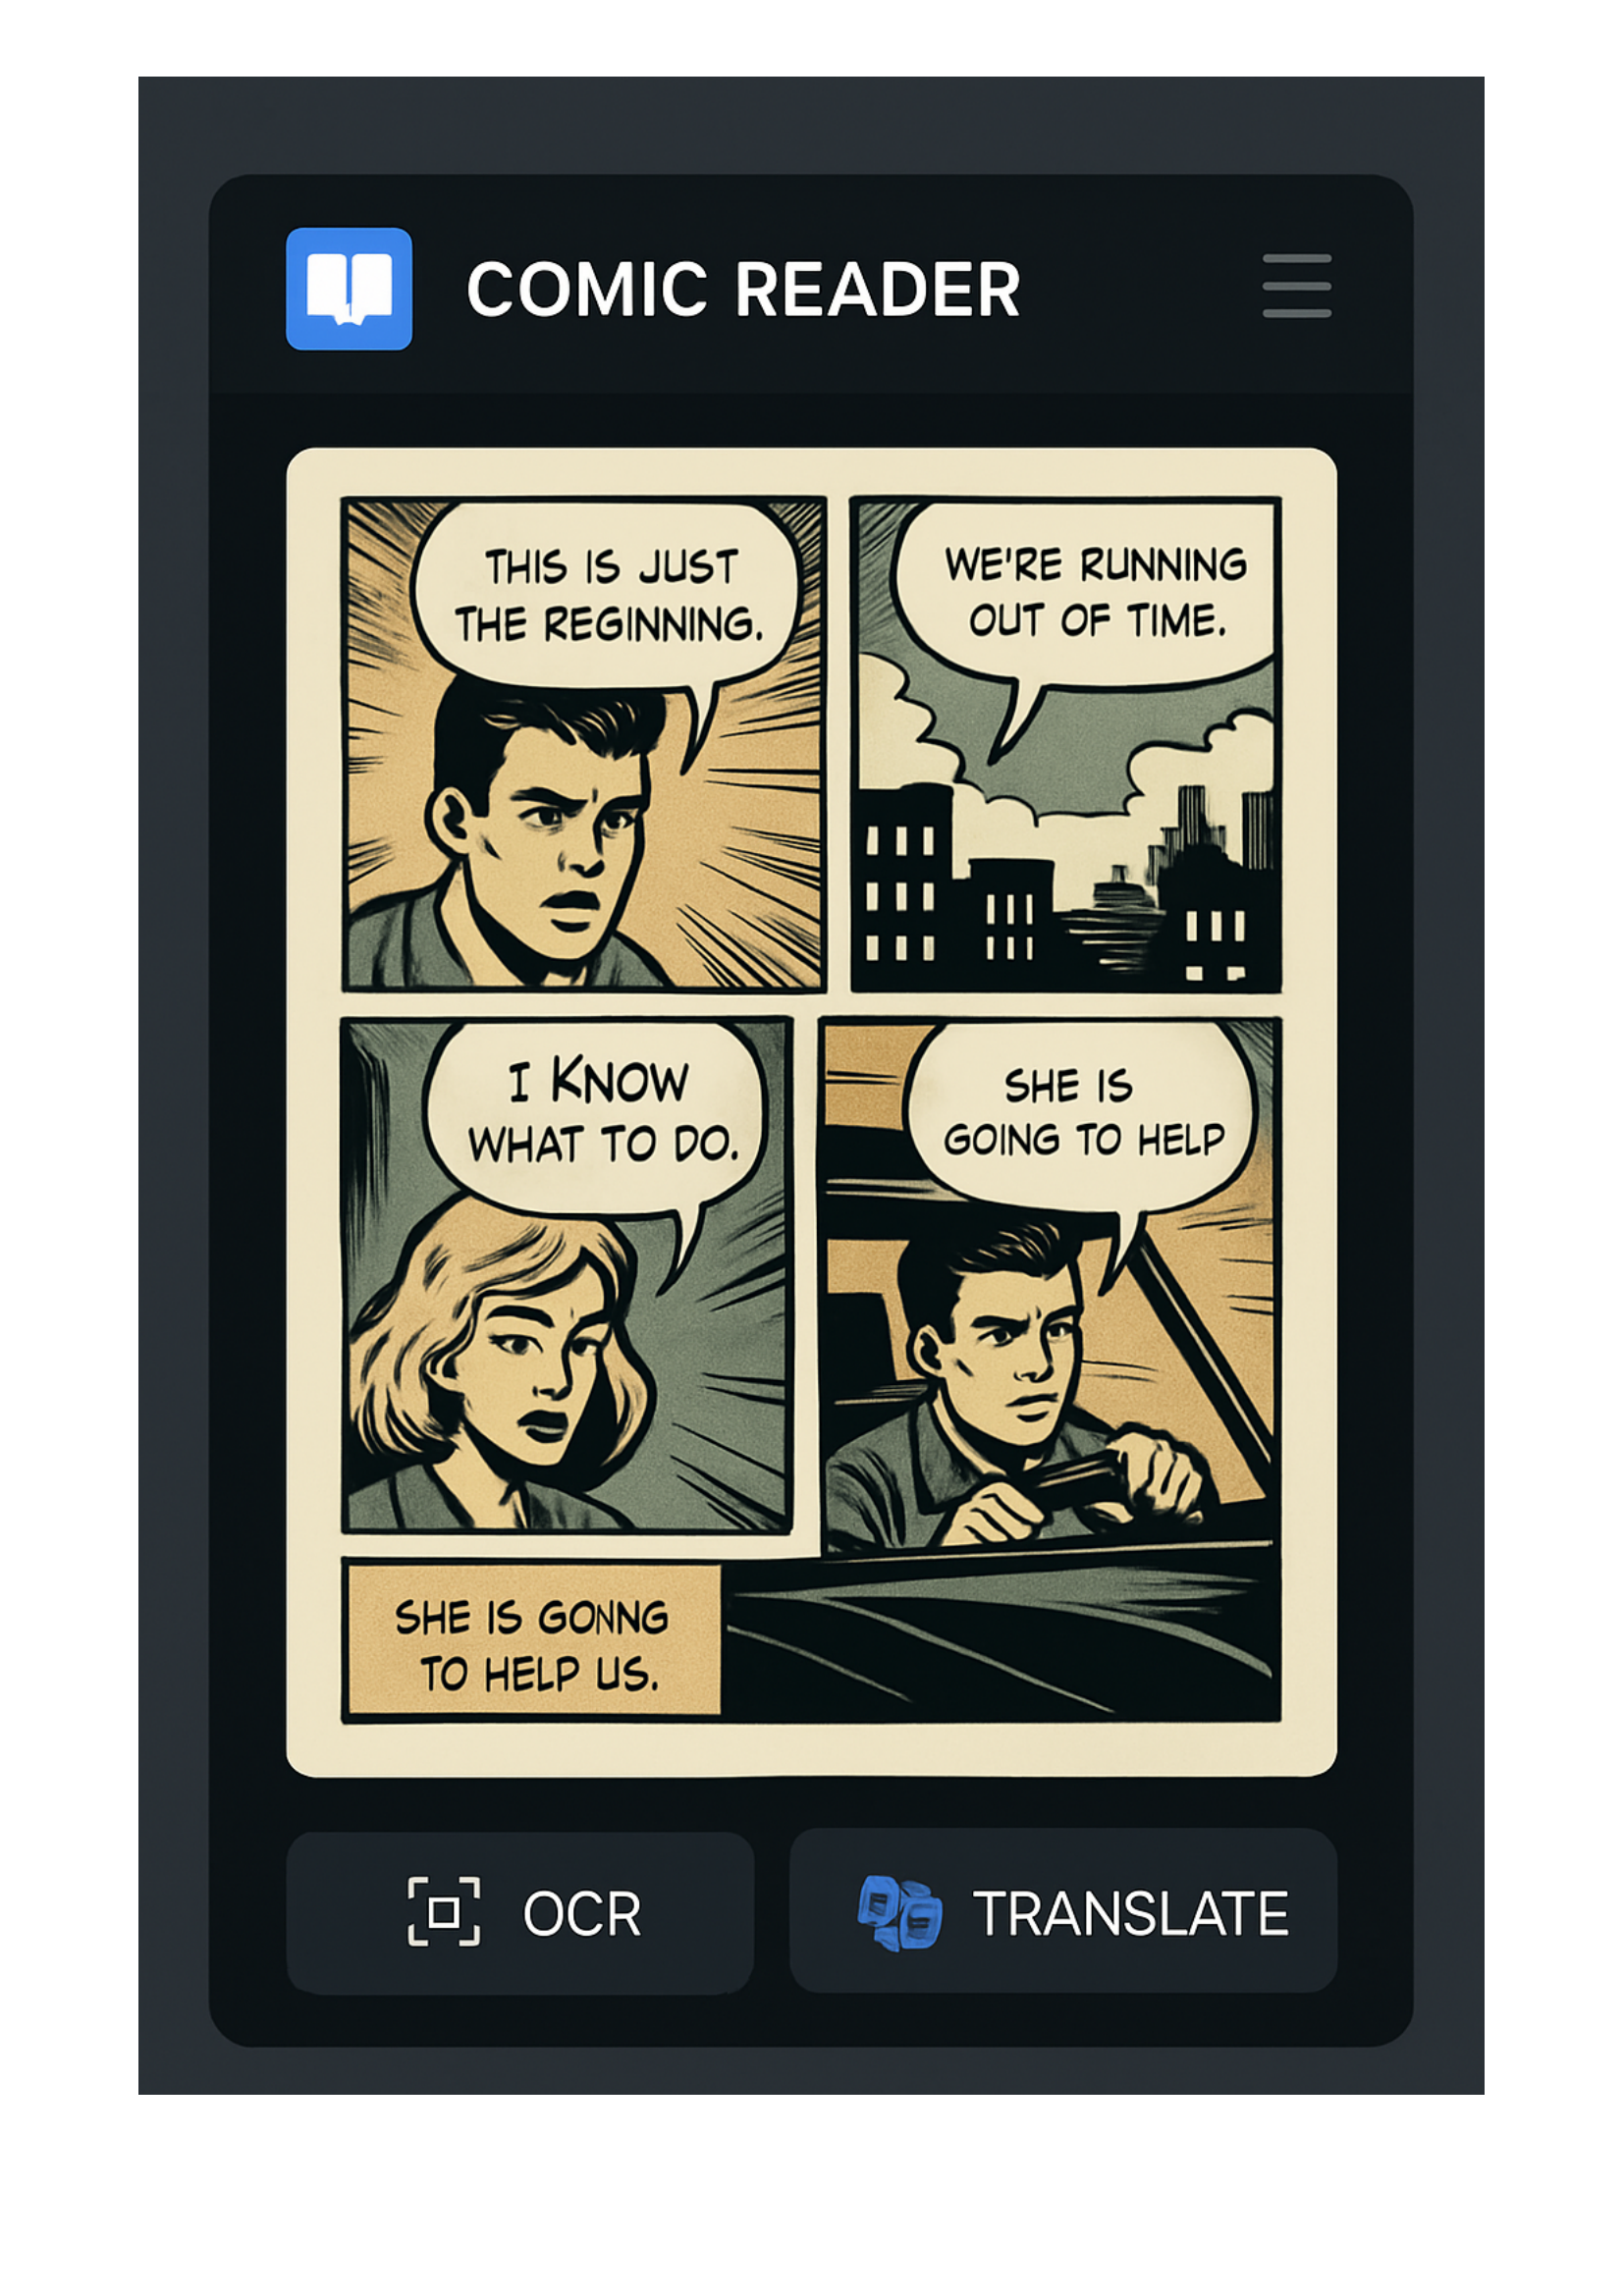 COMIC READER
THIS IS JUST
THE REGINNING.
WE'RE RUNNING
OUT OF TIME.
I KNOW
WHAT TO DO.
SHE IS
GOING TO HELP
SHE IS GONNG
TO HELP US.
OCR
TRANSLATE